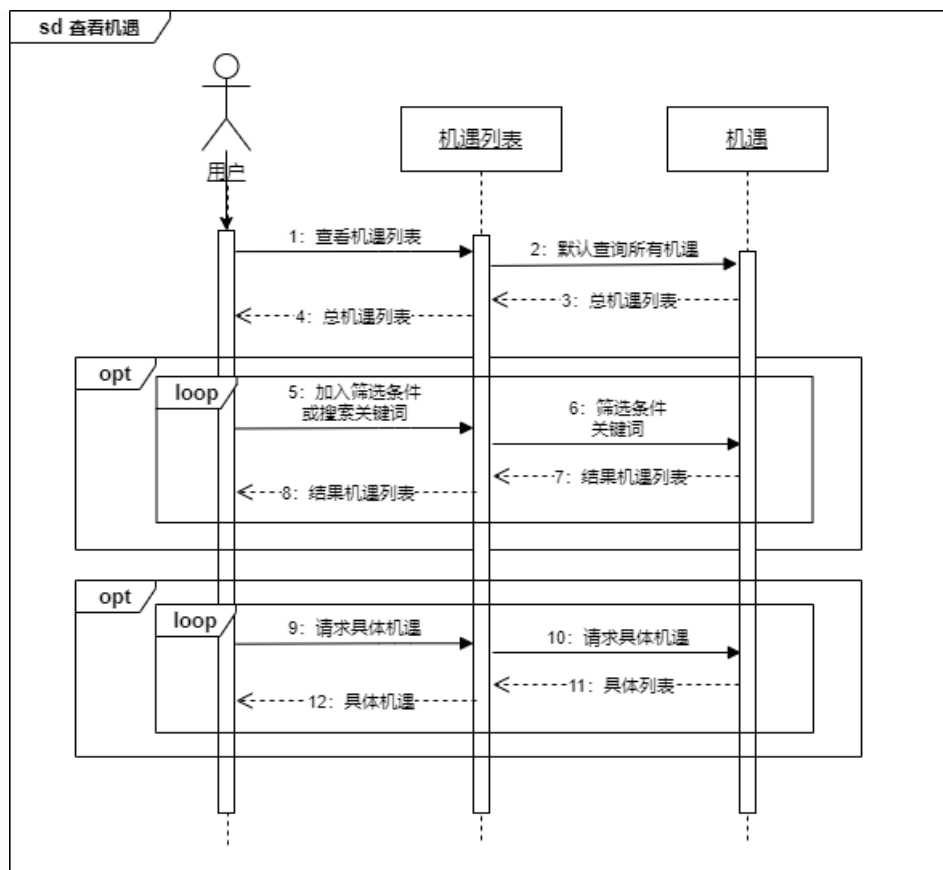 sd 查看机遇
用户
机遇列表
机遇
1：查看机遇列表
2：默认查询所有机遇
3：总机遇列表
4：总机遇列表
opt
loop
5：加入筛选条件
或搜索关键词
6：筛选条件
关键词
7：结果机遇列表
8：结果机遇列表
opt
loop
9：请求具体机遇
10：请求具体机遇
11：具体列表
12：具体机遇